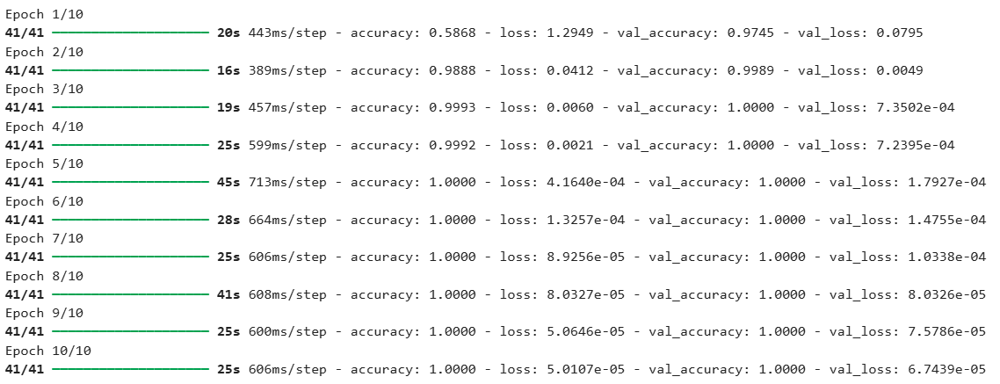 Epoch 1/10
41/41 ━━━━━━━━━━━━━━━━━━━━ 20s 443ms/step - accuracy: 0.5868 - loss: 1.2949 - val_accuracy: 0.9745 - val_loss: 0.0795
Epoch 2/10
41/41 ━━━━━━━━━━━━━━━━━━━━ 16s 389ms/step - accuracy: 0.9888 - loss: 0.0412 - val_accuracy: 0.9989 - val_loss: 0.0049
Epoch 3/10
41/41 ━━━━━━━━━━━━━━━━━━━━ 19s 457ms/step - accuracy: 0.9993 - loss: 0.0060 - val_accuracy: 1.0000 - val_loss: 7.3502e-04
Epoch 4/10
41/41 ━━━━━━━━━━━━━━━━━━━━ 25s 599ms/step - accuracy: 0.9992 - loss: 0.0021 - val_accuracy: 1.0000 - val_loss: 7.2395e-04
Epoch 5/10
41/41 ━━━━━━━━━━━━━━━━━━━━ 45s 713ms/step - accuracy: 1.0000 - loss: 4.1640e-04 - val_accuracy: 1.0000 - val_loss: 1.7927e-04
Epoch 6/10
41/41 ━━━━━━━━━━━━━━━━━━━━ 28s 664ms/step - accuracy: 1.0000 - loss: 1.3257e-04 - val_accuracy: 1.0000 - val_loss: 1.4755e-04
Epoch 7/10
41/41 ━━━━━━━━━━━━━━━━━━━━ 25s 606ms/step - accuracy: 1.0000 - loss: 8.9256e-05 - val_accuracy: 1.0000 - val_loss: 1.0338e-04
Epoch 8/10
41/41 ━━━━━━━━━━━━━━━━━━━━ 41s 608ms/step - accuracy: 1.0000 - loss: 8.0327e-05 - val_accuracy: 1.0000 - val_loss: 8.0326e-05
Epoch 9/10
41/41 ━━━━━━━━━━━━━━━━━━━━ 25s 600ms/step - accuracy: 1.0000 - loss: 5.0646e-05 - val_accuracy: 1.0000 - val_loss: 7.5786e-05
Epoch 10/10
41/41 ━━━━━━━━━━━━━━━━━━━━ 25s 606ms/step - accuracy: 1.0000 - loss: 5.0107e-05 - val_accuracy: 1.0000 - val_loss: 6.7439e-05